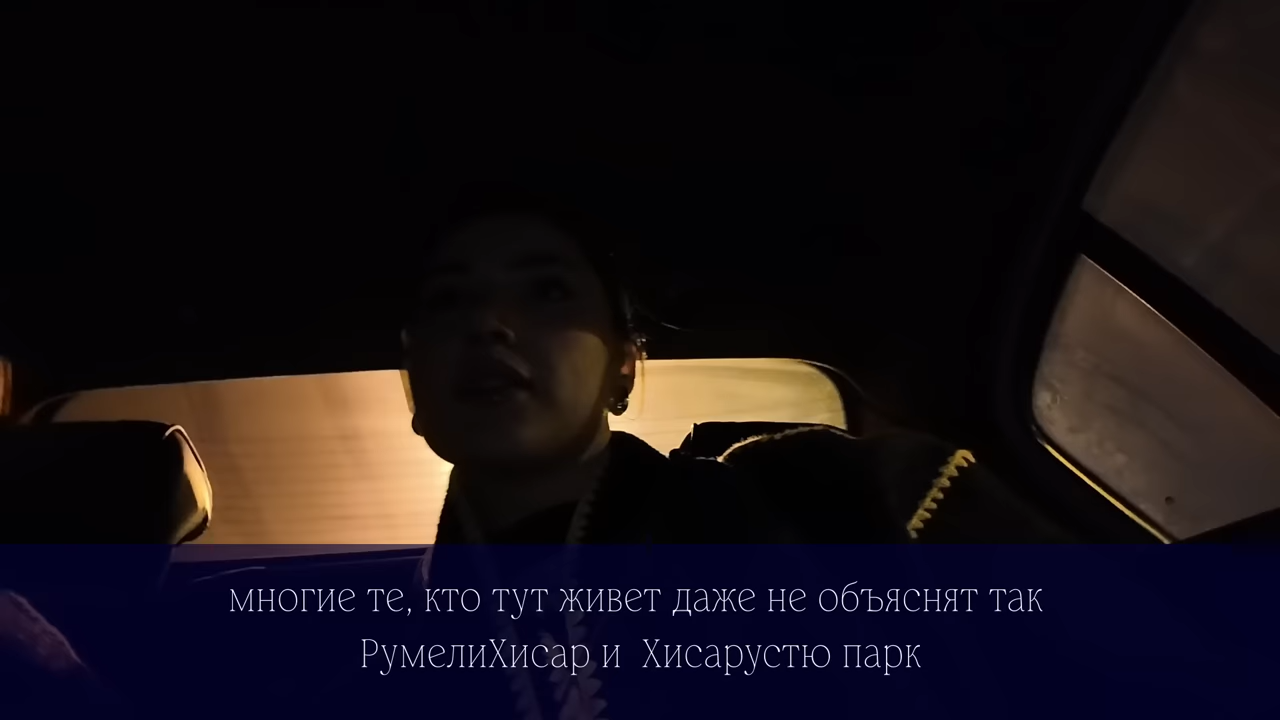 многие те, кто тут живет даже не объяснят так
РумелиХисар и  Хисарустю парк